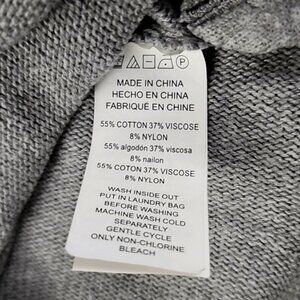 MADE IN CHINA
HECHO EN CHINA
FABRIQUÉ EN CHINE
55% COTTON 37% VISCOSE
8% NYLON
55% algodón 37% viscosa
8% nailon
55% COTON 37% VISCOSE
8% NYLON
WASH INSIDE OUT
PUT IN LAUNDRY BAG
BEFORE WASHING
MACHINE WASH COLD
SEPARATELY
GENTLE CYCLE
ONLY NON-CHLORINE
BLEACH